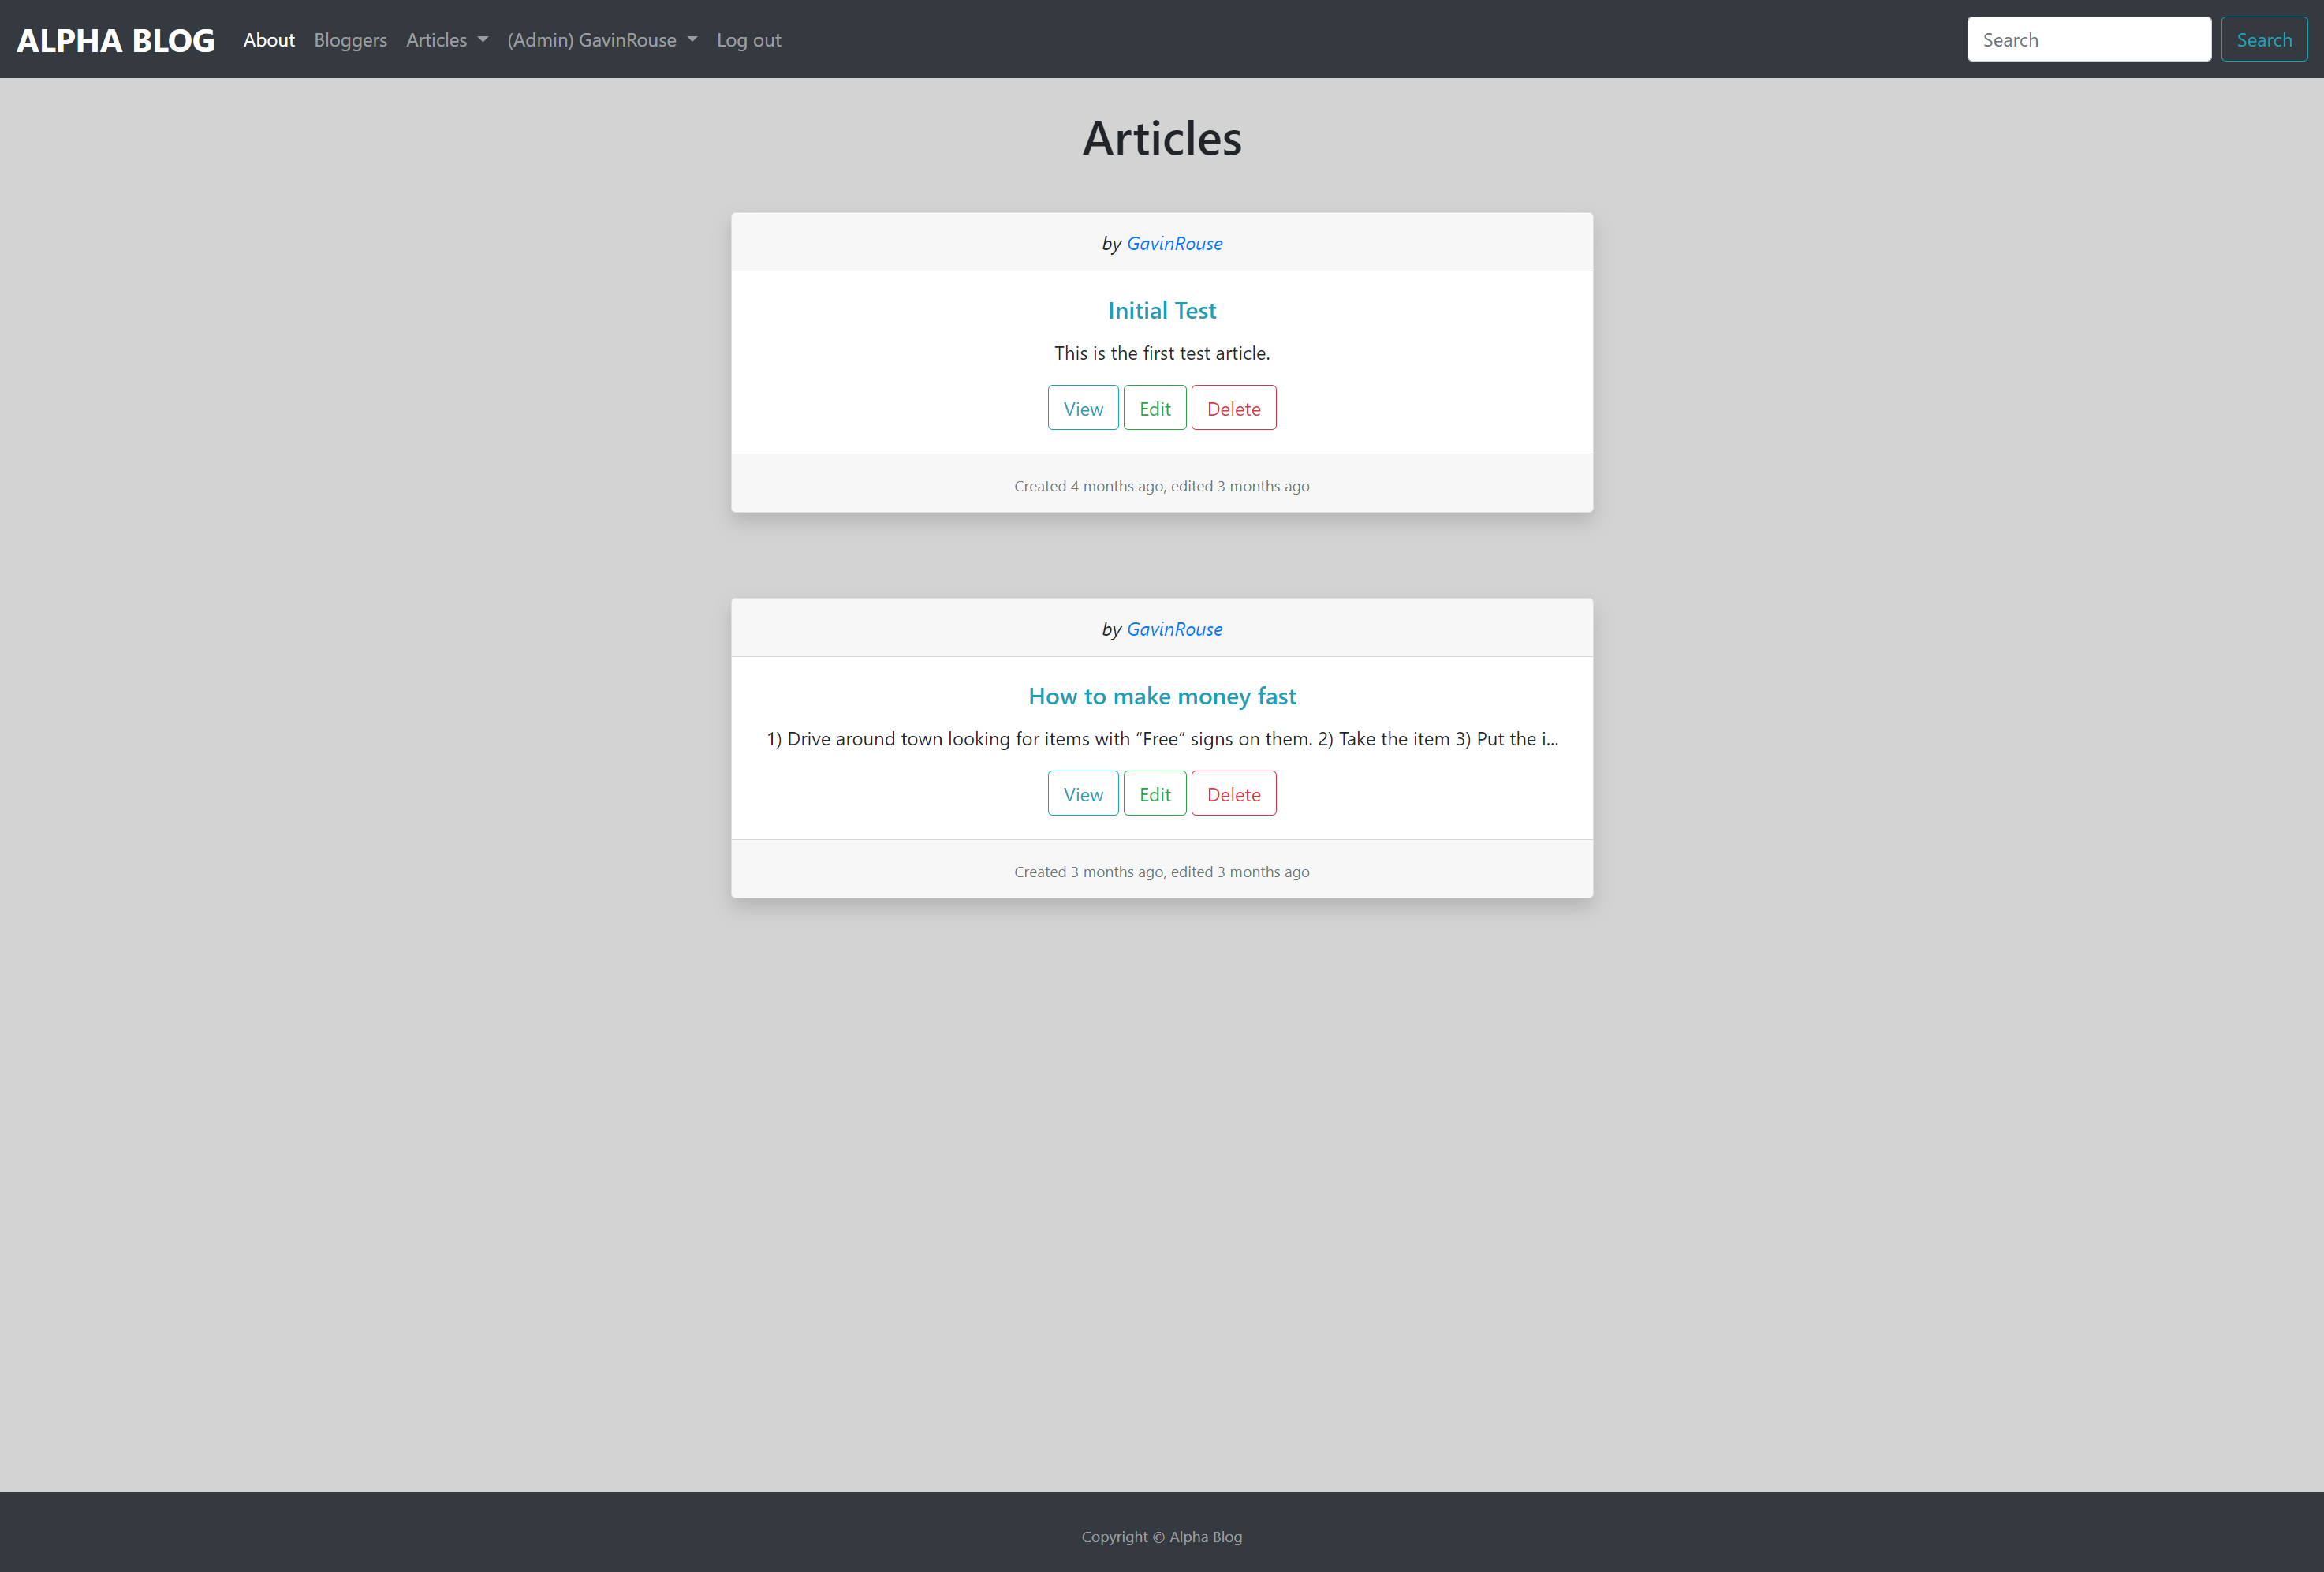 ALPHA BLOG About Bloggers Articles (Admin) GavinRouse Log out Search Search
Articles
by GavinRouse
Initial Test
This is the first test article.
View Edit Delete
Created 4 months ago, edited 3 months ago
by GavinRouse
How to make money fast
1) Drive around town looking for items with “Free” signs on them. 2) Take the item 3) Put the i...
View Edit Delete
Created 3 months ago, edited 3 months ago
Copyright © Alpha Blog